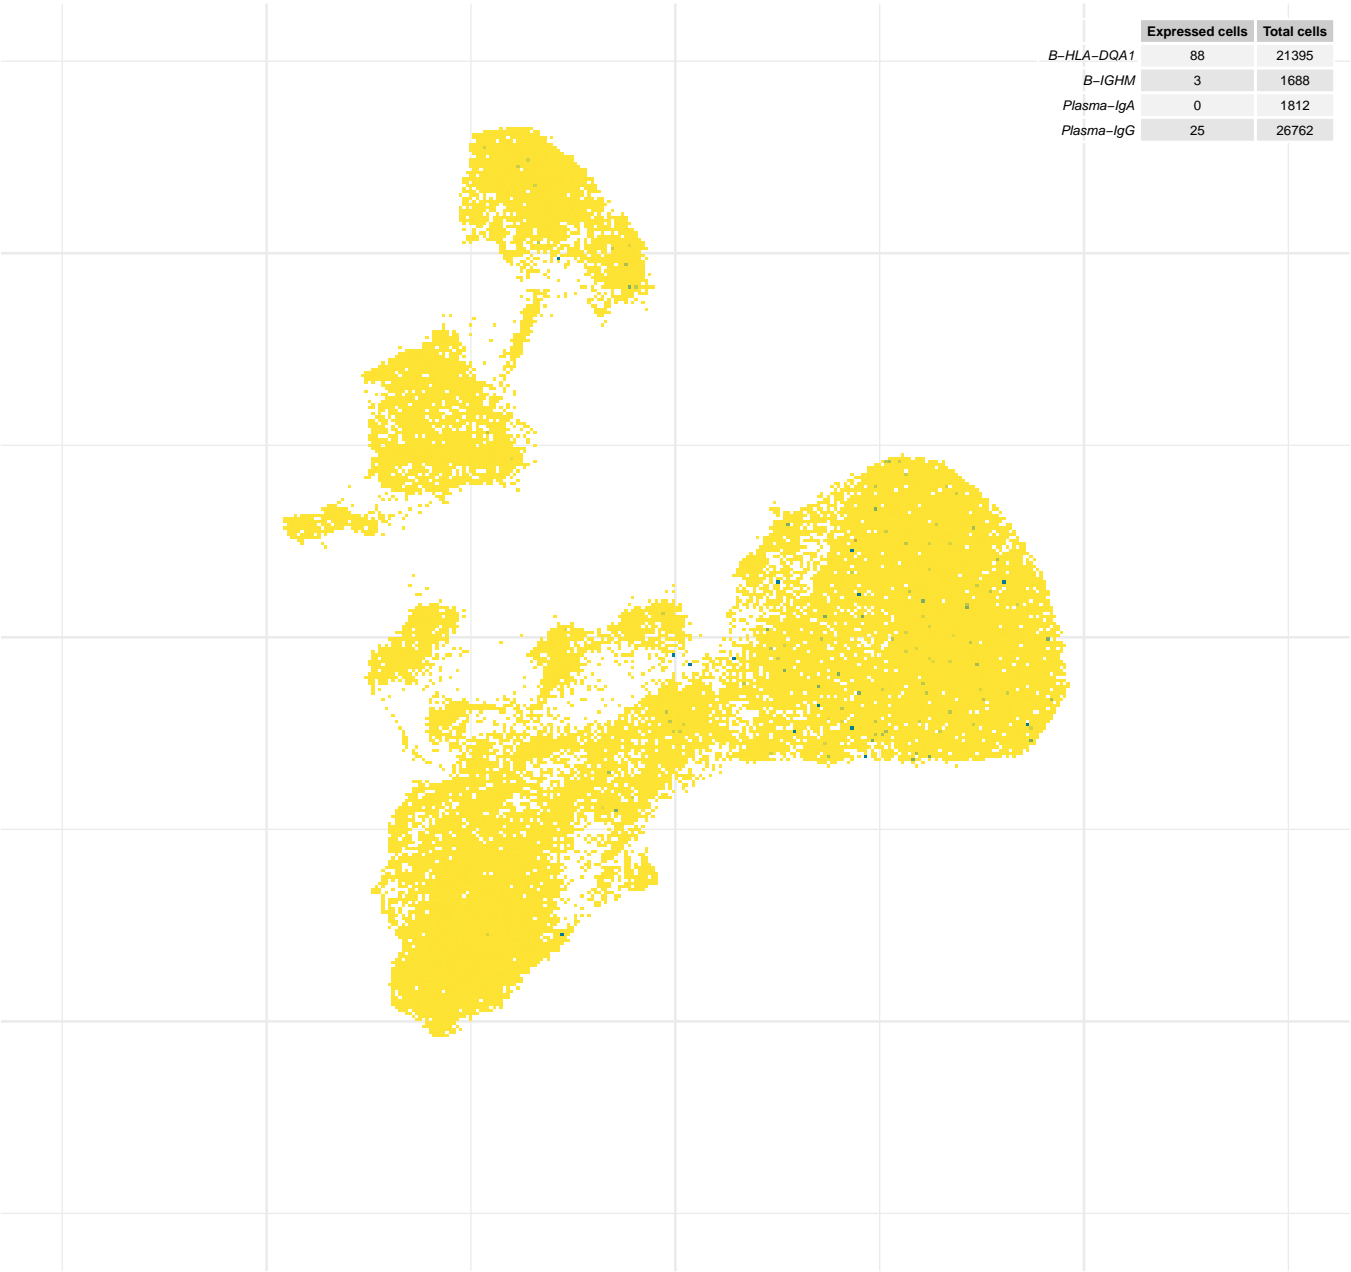 Expressed cells Total cells
B−HLA−DQA1 88 21395
B−IGHM 3 1688
Plasma−IgA 0 1812
Plasma−IgG 25 26762